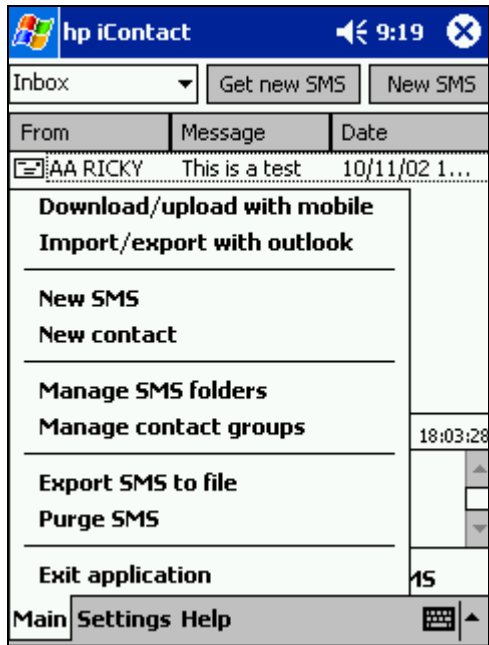 hp iContact 9:19
Inbox Get new SMS New SMS
From Message Date
AA RICKY This is a test 10/11/02 1...
Download/upload with mobile
Import/export with outlook
New SMS
New contact
Manage SMS folders
Manage contact groups
18:03:28
Export SMS to file
Purge SMS
Exit application
MS
Main Settings Help